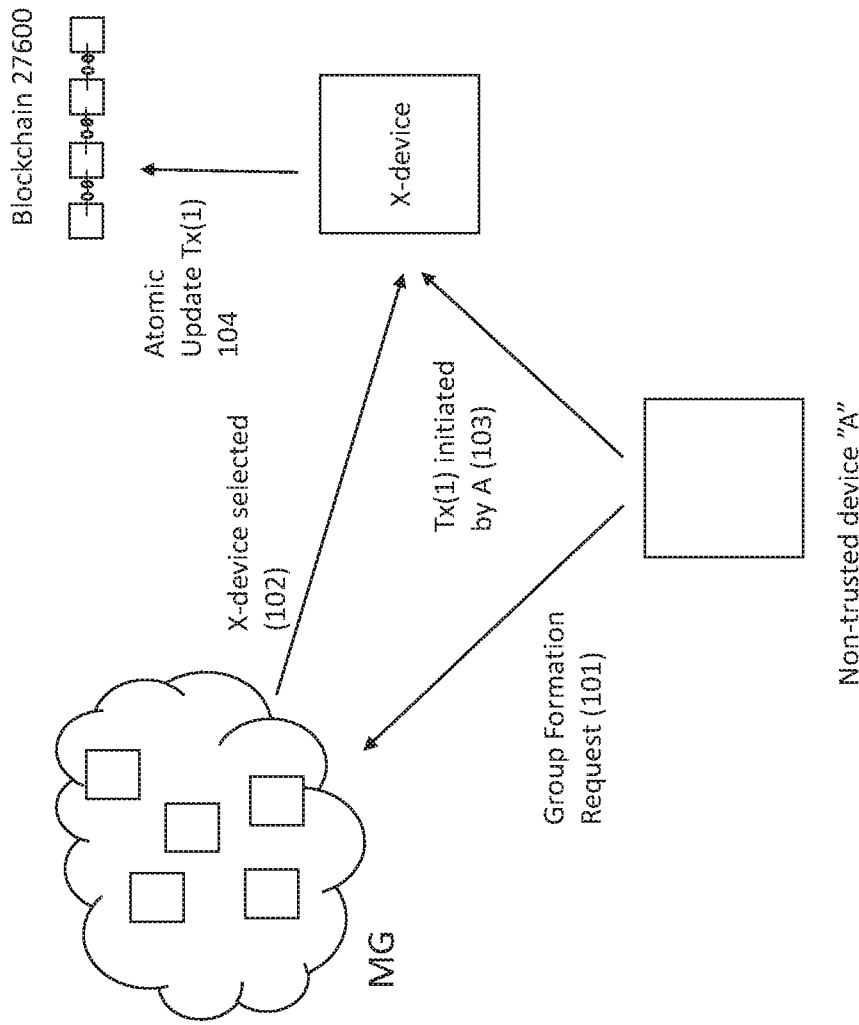 MG
Group Formation
Request (101)
X-device selected
(102)
Non-trusted device "A"
Tx(1) initiated
by A (103)
Atomic
Update Tx(1)
104
X-device
Blockchain 27600